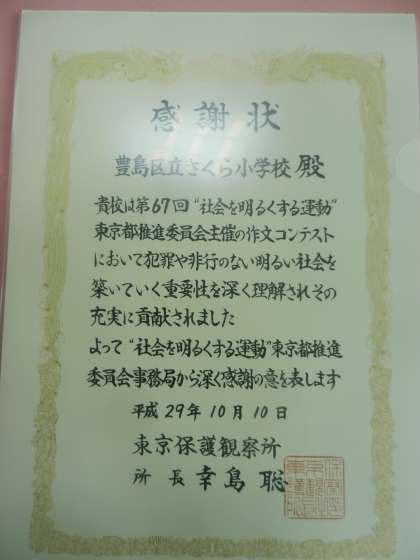 感謝状
豊島区立さくら小学校 殿
貴校は第67回"社会を明るくする運動"
東京都推進委員会主催の作文コンテスト
において犯罪や非行のない明るい社会を
築いていく重要性を深く理解されその
充実に貢献されました
よって"社会を明るくする運動"東京都推進
委員会事務局から深く感謝の意を表します
平成29年10月10日
東京保護観察所
所長 幸島 聡